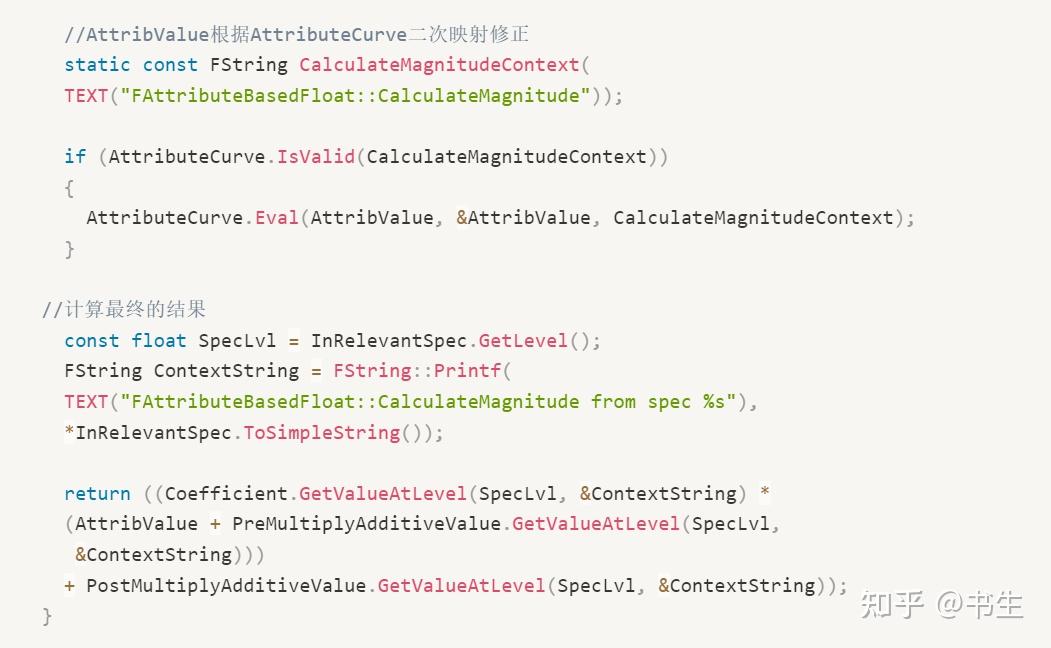 //AttribValue根据AttributeCurve二次映射修正
static const FString CalculateMagnitudeContext(
TEXT("FAttributeBasedFloat::CalculateMagnitude"));
if (AttributeCurve.IsValid(CalculateMagnitudeContext))
{
AttributeCurve.Eval(AttribValue, &AttribValue, CalculateMagnitudeContext);
}
//计算最终的结果
const float SpecLvl = InRelevantSpec.GetLevel();
FString ContextString = FString::Printf(
TEXT("FAttributeBasedFloat::CalculateMagnitude from spec %s"),
*InRelevantSpec.ToSimpleString());
return ((Coefficient.GetValueAtLevel(SpecLvl, &ContextString) *
(AttribValue + PreMultiplyAdditiveValue.GetValueAtLevel(SpecLvl,
&ContextString)))
+ PostMultiplyAdditiveValue.GetValueAtLevel(SpecLvl, &ContextString));
}
知乎 @书生